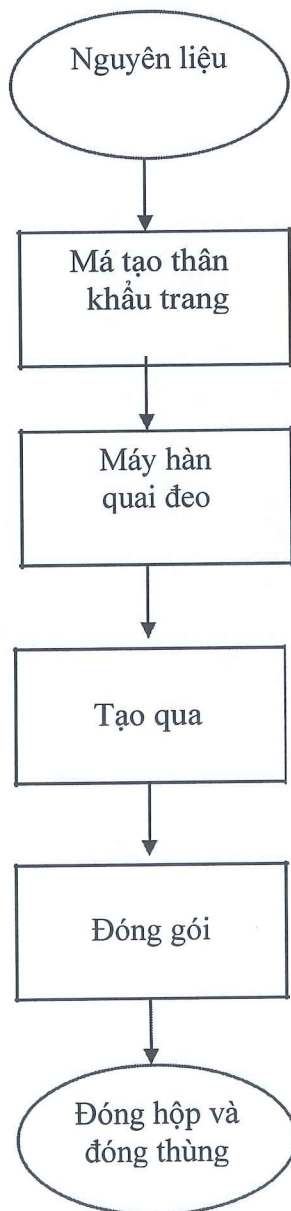 Nguyên liệu
Má tạo thân
khẩu trang
Máy hàn
quai đeo
Tạo qua
Đóng gói
Đóng hộp và
đóng thùng